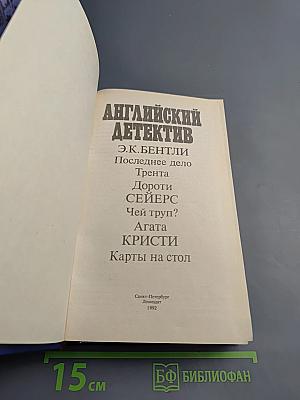 АНГЛИЙСКИЙ
ДЕТЕКТИВ
Э.К.БЕНТЛИ
Последнее дело
Трента
Дороти
СЕЙЕРС
Чей труп?
Агата
КРИСТИ
Карты на стол
Санкт-Петербург
Лениздат
1992
15 см
БФ БИБЛИОФАН